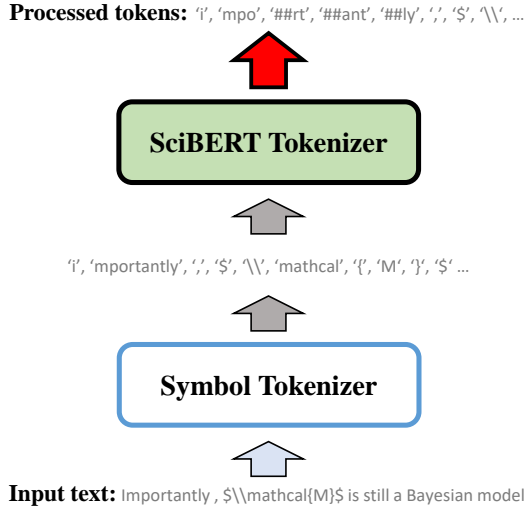 Processed tokens: ‘i’, ‘mpo’, ‘##rt’, ‘##ant’, ‘##ly’, ‘,’, ‘$’, ‘\\‘, ...
SciBERT Tokenizer
‘i’, ‘mportantly’, ‘,’, ‘$’, ‘\\’, ‘mathcal’, ‘{’, ‘M’, ‘}‘, ‘$‘ ...
Symbol Tokenizer
Input text: Importantly , $\\mathcal{M}$ is still a Bayesian model